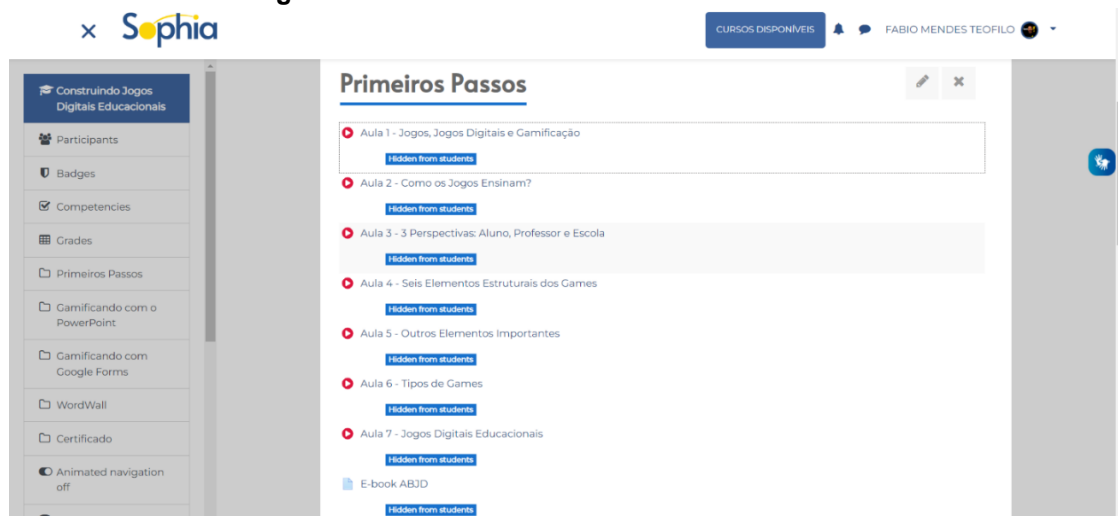 Sophia
CURSOS DISPONÍVEIS
FABIO MENDES TEOFILO
Construindo Jogos
Digitais Educacionais
Participants
Badges
Competencies
Grades
Primeiros Passos
Gamificando com o
PowerPoint
Gamificando com
Google Forms
WordWall
Certificado
Animated navigation
off
Primeiros Passos
Aula 1 - Jogos, Jogos Digitais e Gamificação
Hidden from students
Aula 2 - Como os Jogos Ensinam?
Hidden from students
Aula 3 - 3 Perspectivas: Aluno, Professor e Escola
Hidden from students
Aula 4 - Seis Elementos Estruturais dos Games
Hidden from students
Aula 5 - Outros Elementos Importantes
Hidden from students
Aula 6 - Tipos de Games
Hidden from students
Aula 7 - Jogos Digitais Educacionais
Hidden from students
E-book ABJD
Hidden from students